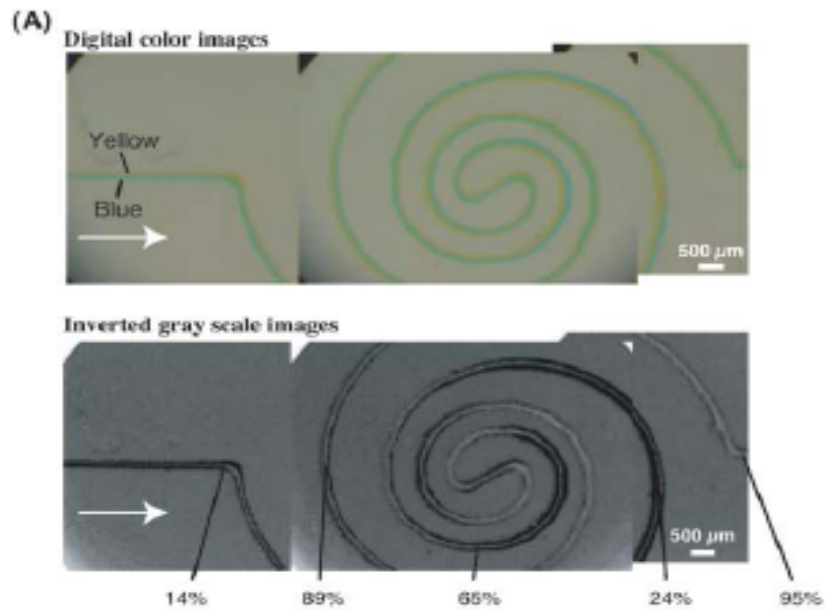 (A)
Digital color images
Yellow
Blue
500 μm
Inverted gray scale images
500 μm
14% 89% 65% 24% 95%